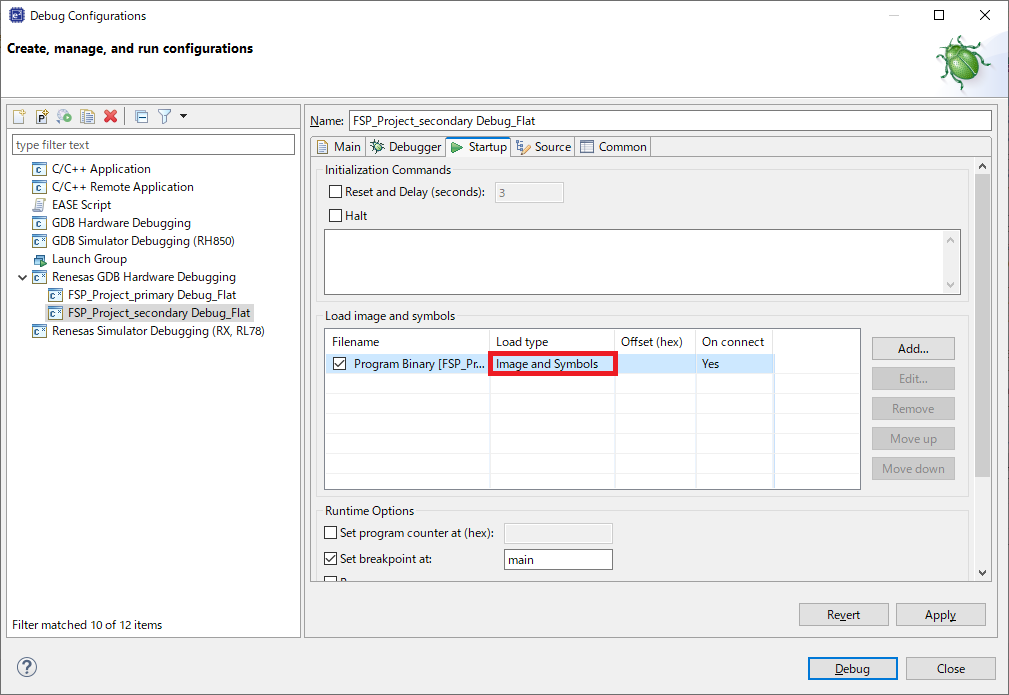 Debug Configurations
Create, manage, and run configurations
type filter text
C/C++ Application
C/C++ Remote Application
EASE Script
GDB Hardware Debugging
GDB Simulator Debugging (RH850)
Launch Group
Renesas GDB Hardware Debugging
FSP_Project_primary Debug_Flat
FSP_Project_secondary Debug_Flat
Renesas Simulator Debugging (RX, RL78)
Filter matched 10 of 12 items
Name: FSP_Project_secondary Debug_Flat
Main Debugger Startup Source Common
Initialization Commands
Reset and Delay (seconds): 3
Halt
Load image and symbols
Filename Load type Offset (hex) On connect
Program Binary [FSP_Pr... Image and Symbols Yes
Add...
Edit...
Remove
Move up
Move down
Runtime Options
Set program counter at (hex):
Set breakpoint at: main
Revert Apply
Debug Close